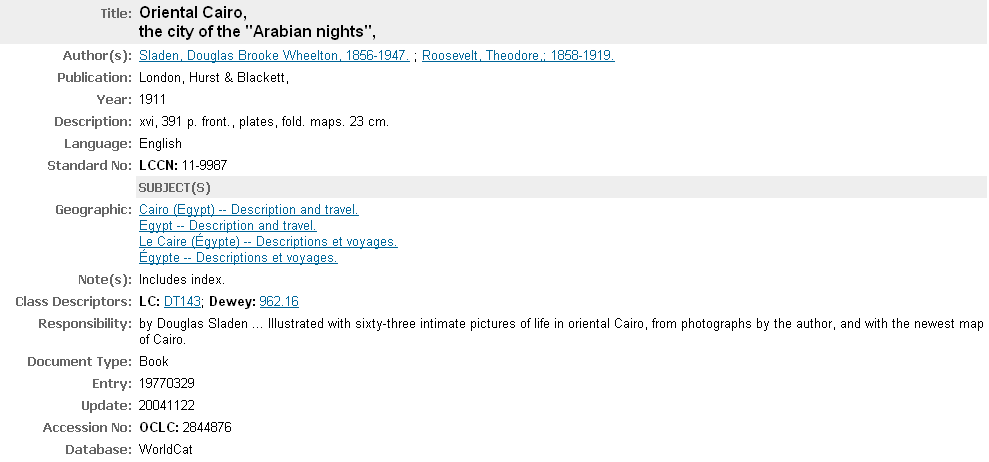 Title: Oriental Cairo,
the city of the "Arabian nights",
Author(s): Sladen, Douglas Brooke Wheelton, 1856-1947. ; Roosevelt, Theodore,; 1858-1919.
Publication: London, Hurst & Blackett,
Year: 1911
Description: xvi, 391 p. front., plates, fold. maps. 23 cm.
Language: English
Standard No: LCCN: 11-9987
SUBJECT(S)
Geographic: Cairo (Egypt) -- Description and travel.
Egypt -- Description and travel.
Le Caire (Égypte) -- Descriptions et voyages.
Égypte -- Descriptions et voyages.
Note(s): Includes index.
Class Descriptors: LC: DT143; Dewey: 962.16
Responsibility: by Douglas Sladen ... Illustrated with sixty-three intimate pictures of life in oriental Cairo, from photographs by the author, and with the newest map
of Cairo.
Document Type: Book
Entry: 19770329
Update: 20041122
Accession No: OCLC: 2844876
Database: WorldCat